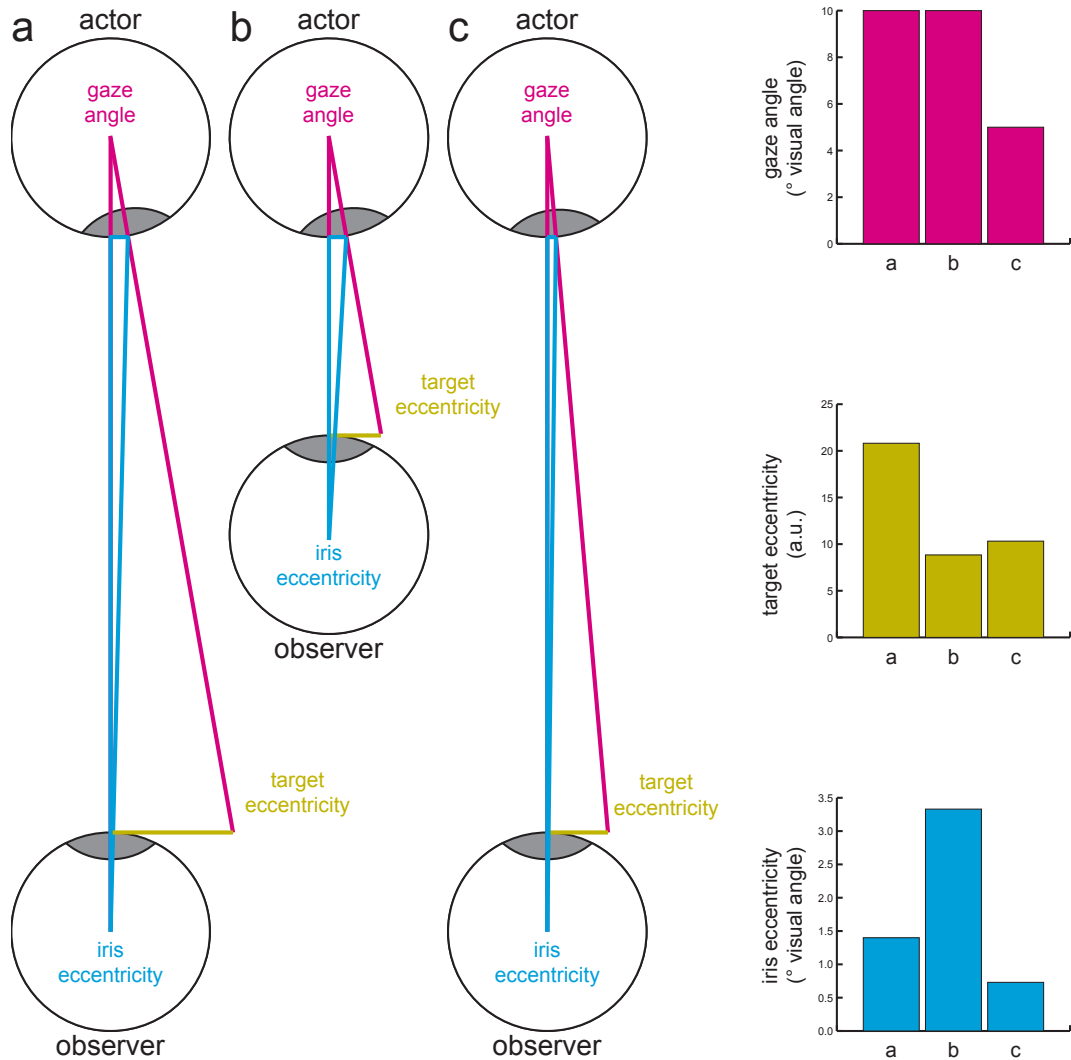 a
actor
gaze
angle
target
eccentricity
iris
eccentricity
observer
b
actor
gaze
angle
target
eccentricity
iris
eccentricity
observer
c
actor
gaze
angle
target
eccentricity
iris
eccentricity
observer
gaze angle
(° visual angle)
10
8
6
4
2
0
a b c
target eccentricity
(a.u.)
25
20
15
10
5
0
a b c
iris eccentricity
(° visual angle)
3.5
3.0
2.5
2.0
1.5
1.0
0.5
0.0
a b c